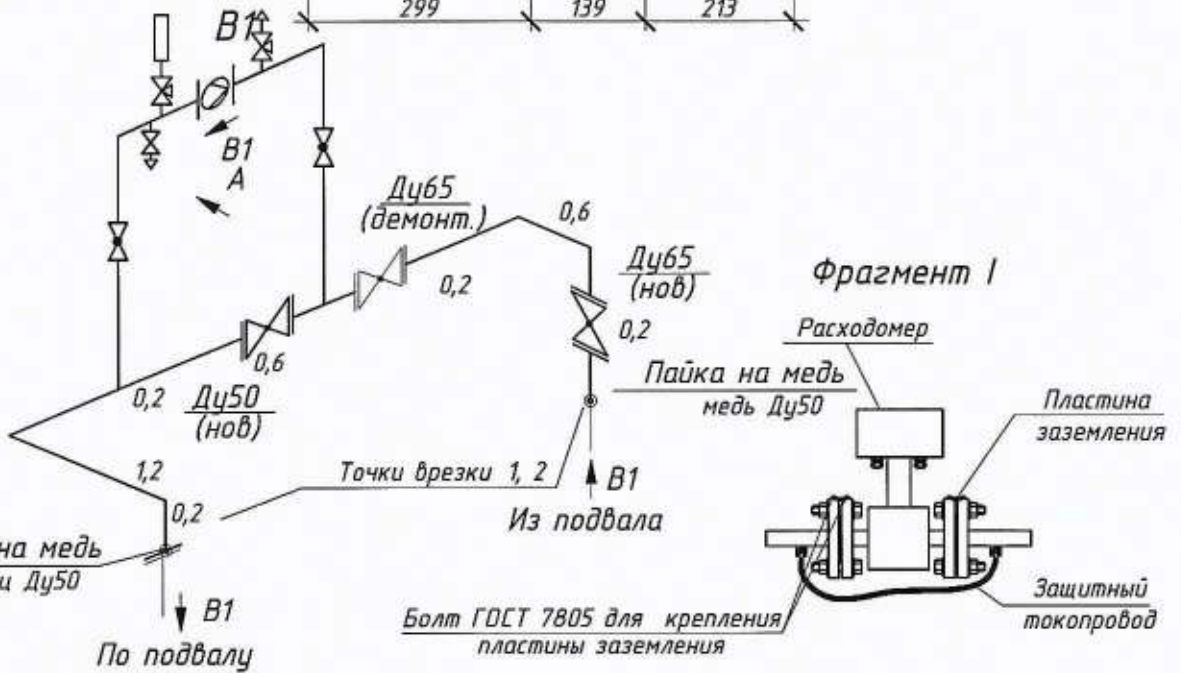 299 139 213
В1
В1
А
Ду65
(демонт.)
0,6
0,2
Ду65
(нов)
0,2
Фрагмент I
Расходомер
0,6
0,2
Ду50
(нов)
Пайка на медь
медь Ду50
Пластина
заземления
1,2
Точки врезки 1, 2
0,2
В1
Из подвала
на медь
Ду50
В1
По подвалу
Болт ГОСТ 7805 для крепления
пластины заземления
Защитный
токопровод